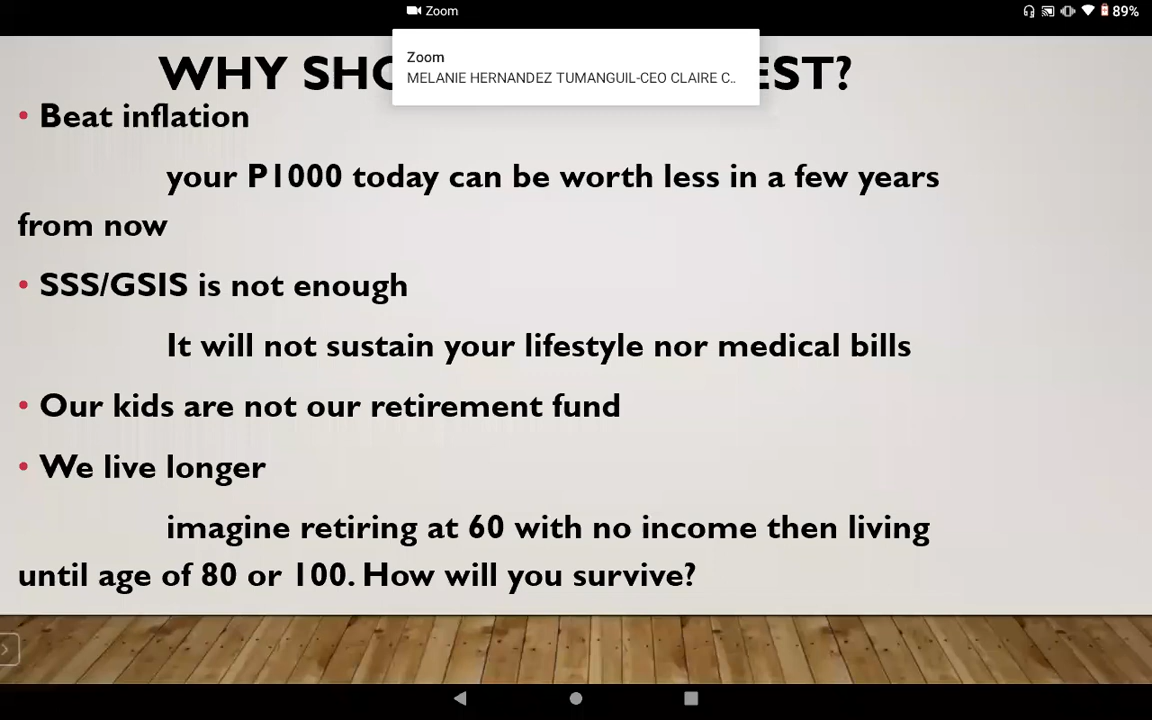 Zoom
89%
Zoom
MELANIE HERNANDEZ TUMANGUIL-CEO CLAIRE C..
WHY EST?
• Beat inflation
your P1000 today can be worth less in a few years
from now
• SSS/GSIS is not enough
It will not sustain your lifestyle nor medical bills
• Our kids are not our retirement fund
• We live longer
imagine retiring at 60 with no income then living
until age of 80 or 100. How will you survive?